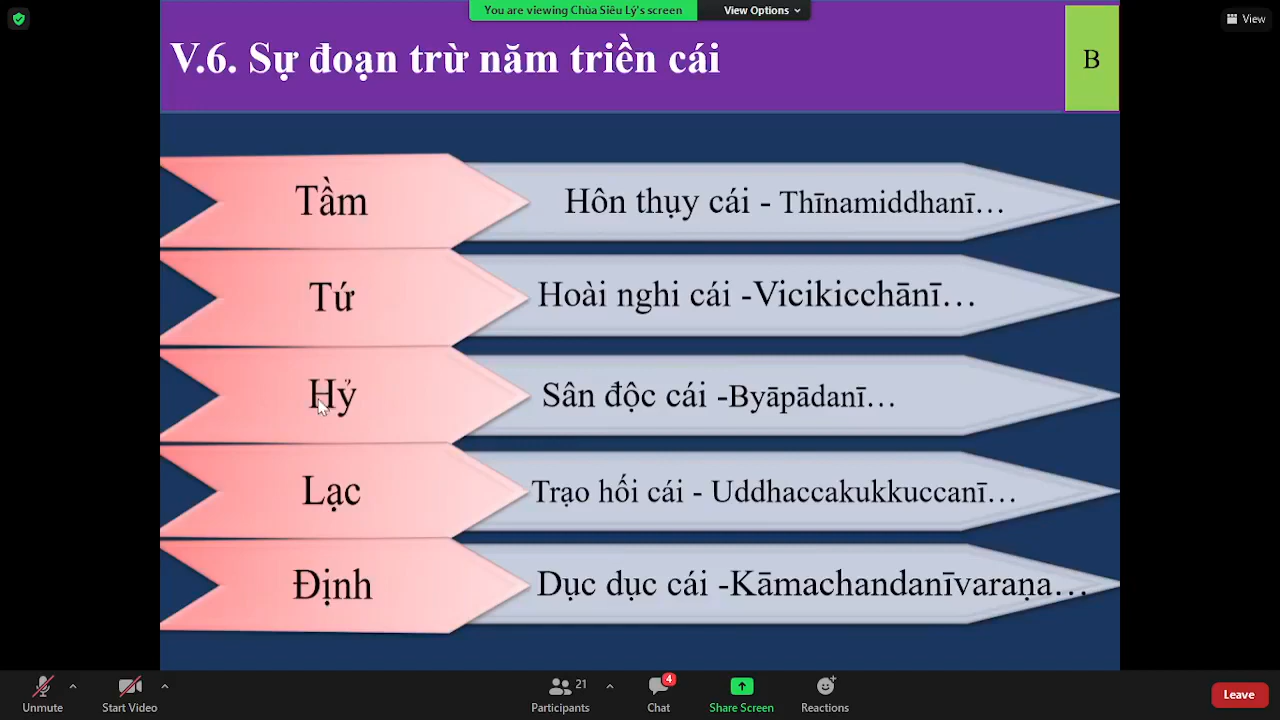 You are viewing Chùa Siêu Lý's screen
View Options
View
V.6. Sự đoạn trừ năm triền cái
B
Tầm
Hôn thụy cái - Thīnamiddhanī…
Tứ
Hoài nghi cái -Vicikicchānī…
Hỷ
Sân độc cái -Byāpādanī…
Lạc
Trạo hối cái - Uddhaccakukkuccanī…
Định
Dục dục cái -Kāmachandanīvaraṇa…
Unmute
Start Video
21
Participants
4
Chat
Share Screen
Reactions
Leave